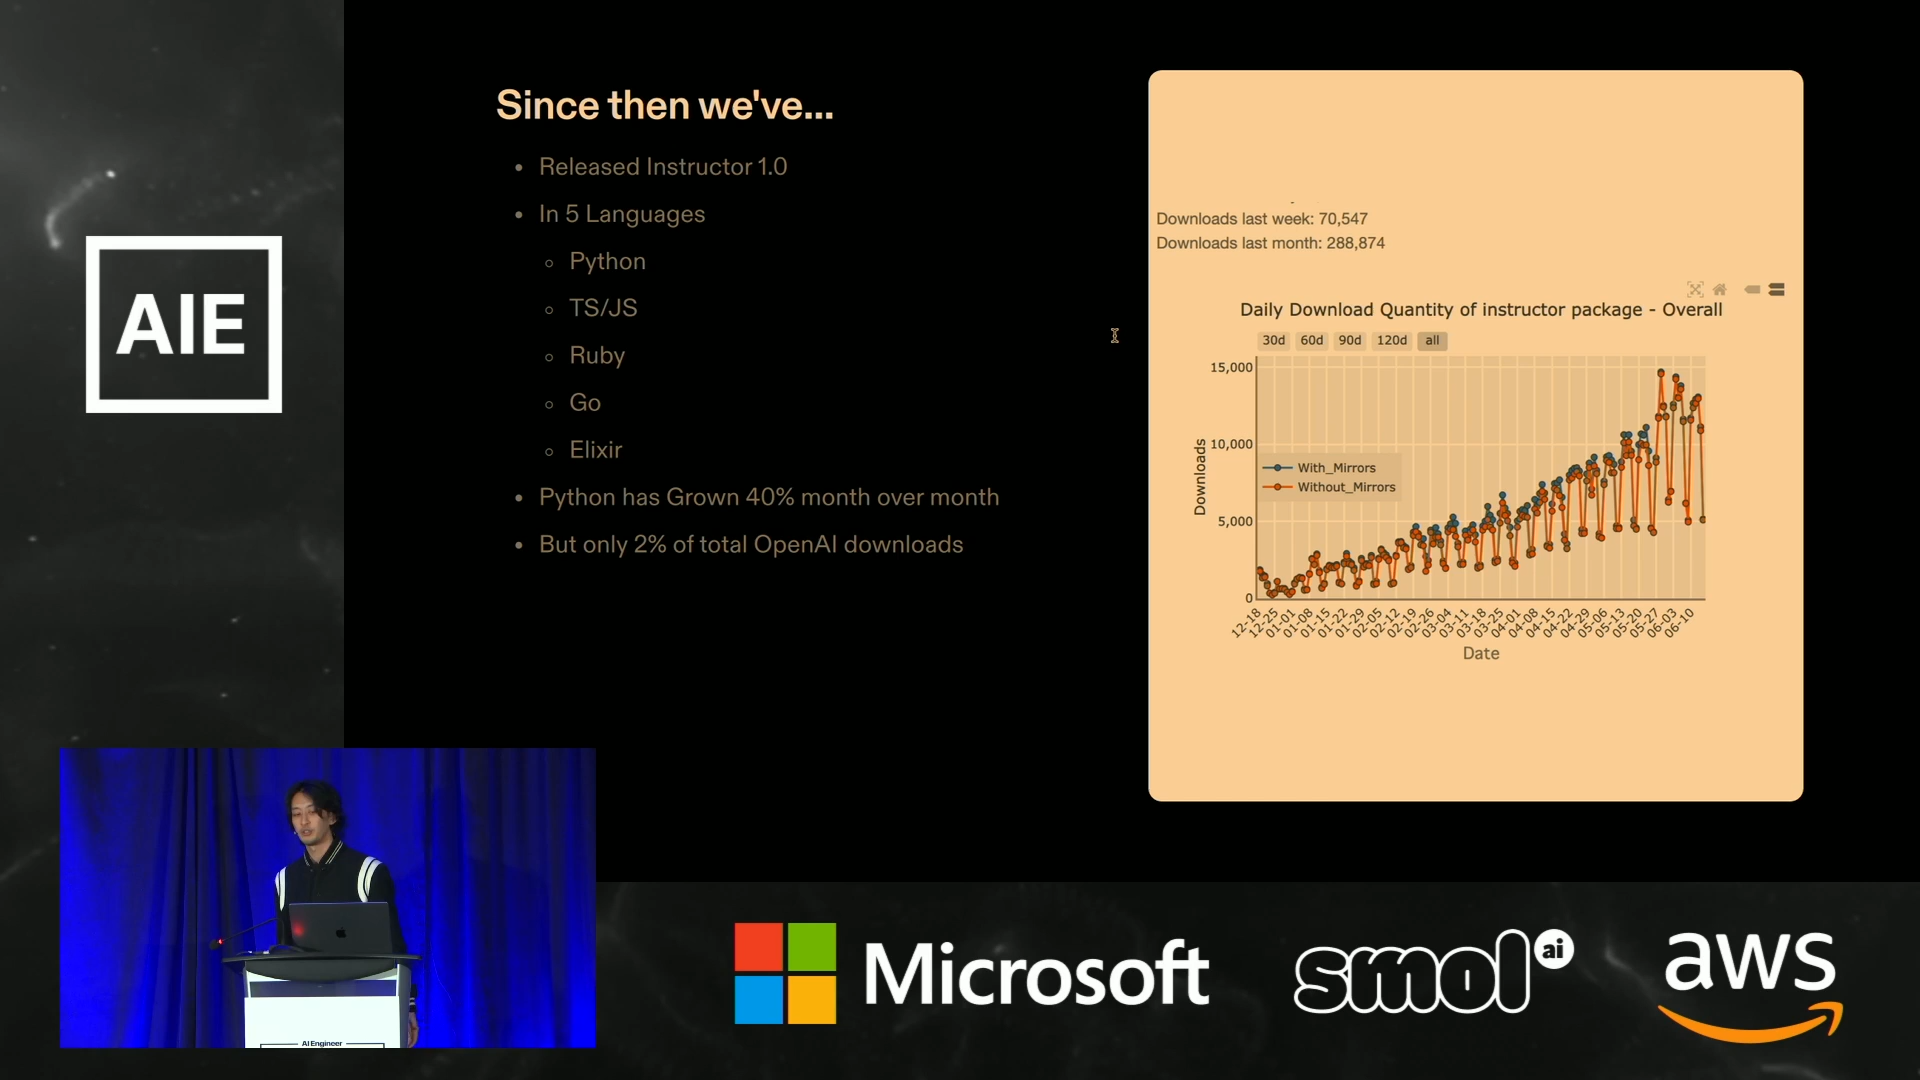 AIE
Since then we've...
Released Instructor 1.0
In 5 Languages
Python
TS/JS
Ruby
Go
Elixir
Python has Grown 40% month over month
But only 2% of total OpenAI downloads
Downloads last week: 70,547
Downloads last month: 288,874
Daily Download Quantity of instructor package - Overall
30d 60d 90d 120d all
15,000
10,000
5,000
0
Downloads
With_Mirrors
Without_Mirrors
12-18 12-25 01-01 01-08 01-15 01-22 01-29 02-05 02-12 02-19 02-26 03-04 03-11 03-18 03-25 04-01 04-08 04-15 04-22 04-29 05-06 05-13 05-20 05-27 06-03 06-10
Date
AI Engineer
Microsoft
smol ai
aws